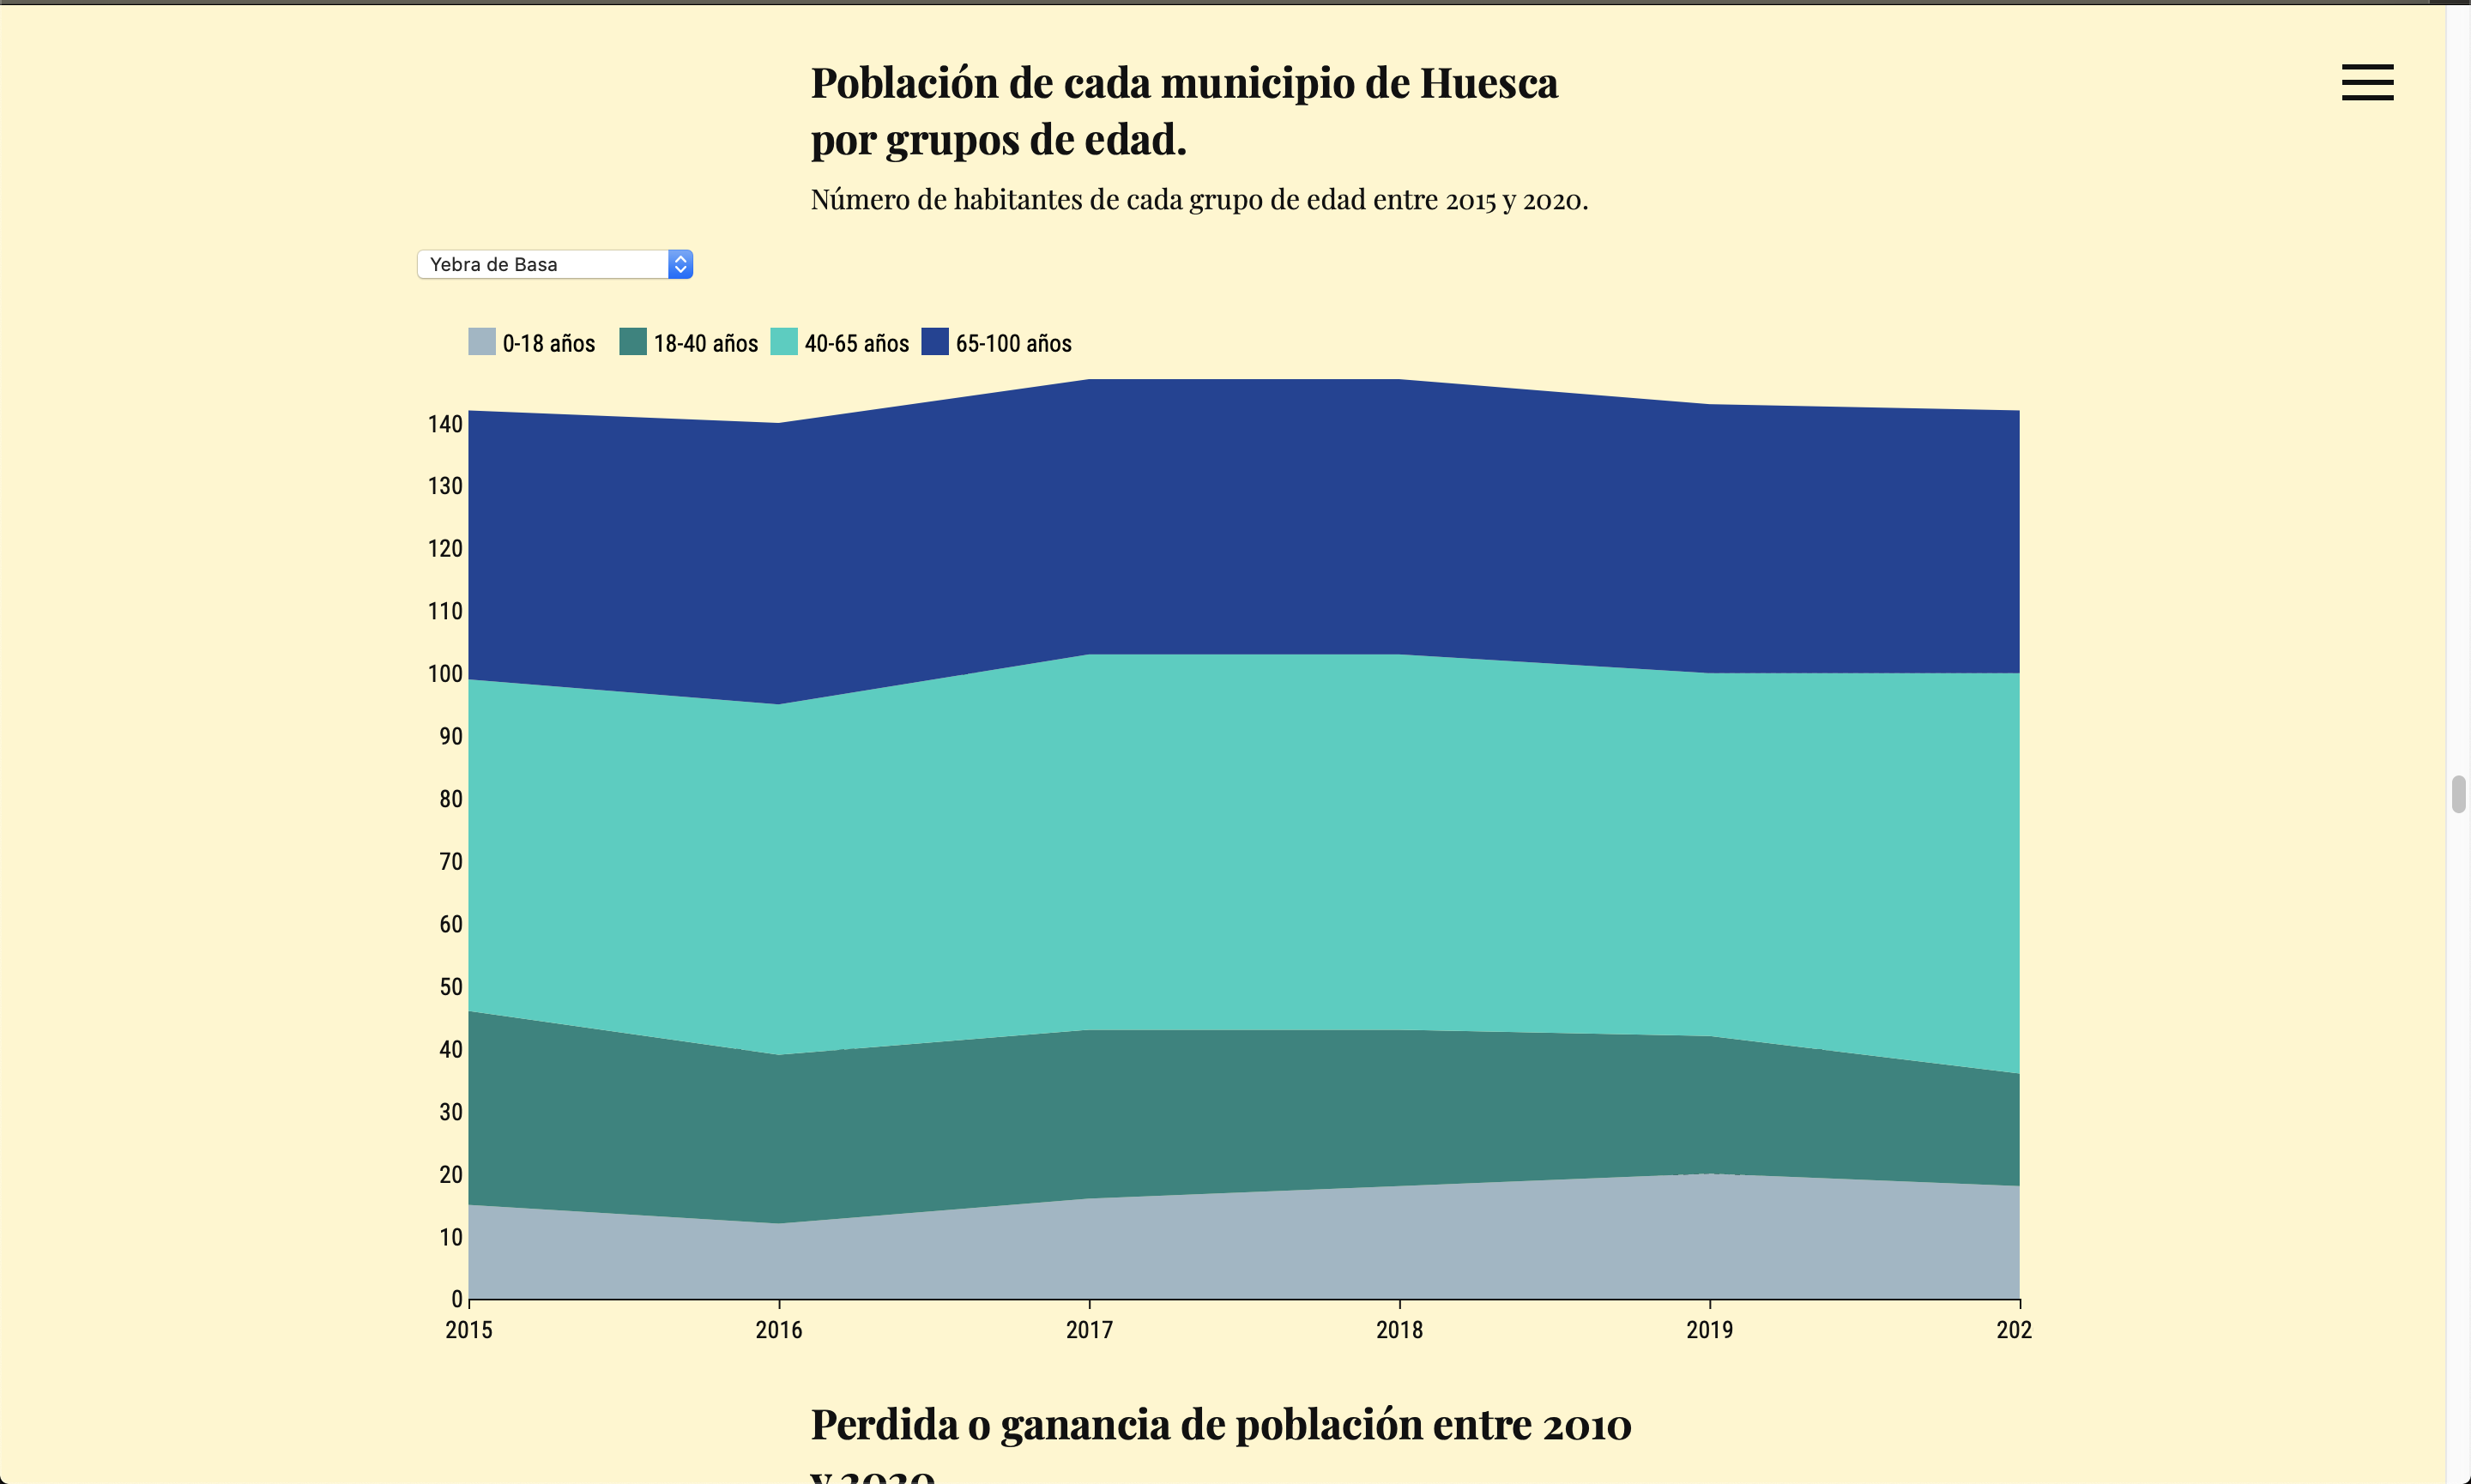 Población de cada municipio de Huesca
por grupos de edad.
Número de habitantes de cada grupo de edad entre 2015 y 2020.
Yebra de Basa
0-18 años 18-40 años 40-65 años 65-100 años
140
130
120
110
100
90
80
70
60
50
40
30
20
10
0
2015 2016 2017 2018 2019 202
Perdida o ganancia de población entre 2010
y 2020